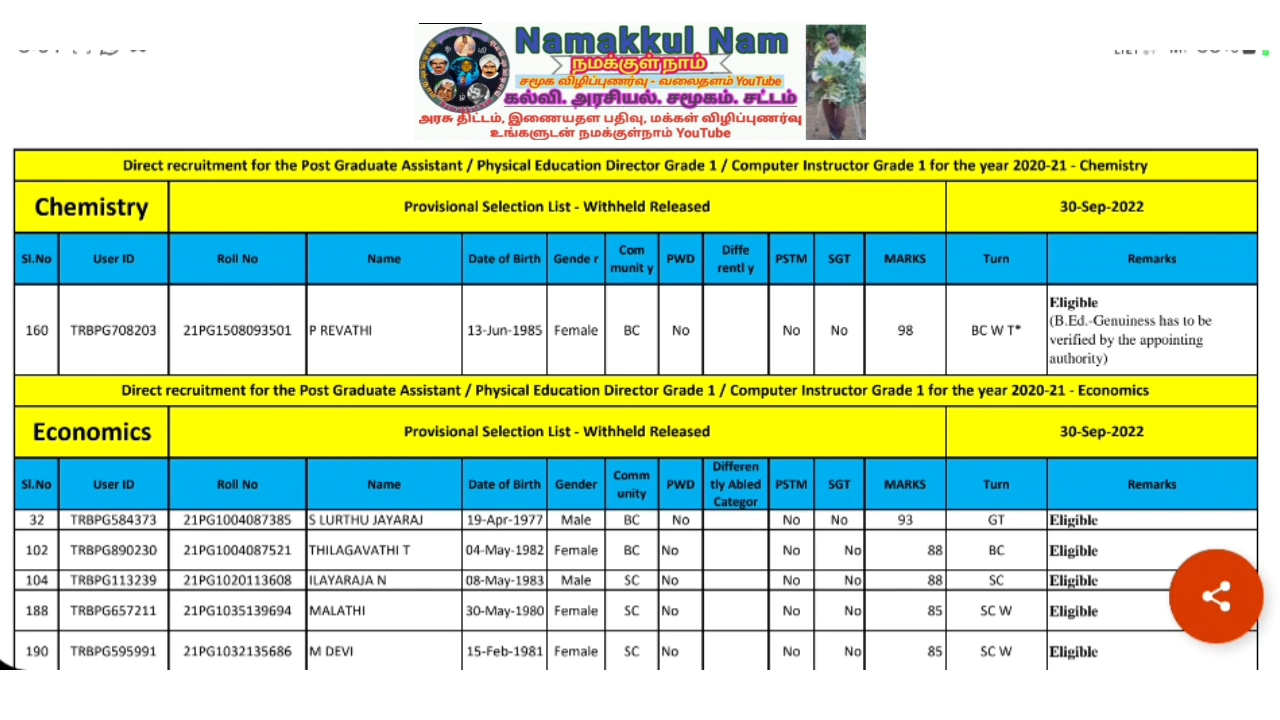 Namakkul Nam
நமக்குள்நாம்
சமூக விழிப்புணர்வு - வலைதளம் YouTube
கல்வி. அரசியல். சமூகம். சட்டம்
அரசு திட்டம், இணையதள பதிவு, மக்கள் விழிப்புணர்வு
உங்களுடன் நமக்குள்நாம் YouTube
Direct recruitment for the Post Graduate Assistant / Physical Education Director Grade 1 / Computer Instructor Grade 1 for the year 2020-21 - Chemistry
Chemistry Provisional Selection List - Withheld Released 30-Sep-2022
Sl.No User ID Roll No Name Date of Birth Gende r Com munit y PWD Diffe rentl y PSTM SGT MARKS Turn Remarks
160 TRBPG708203 21PG1508093501 P REVATHI 13-Jun-1985 Female BC No No No 98 BC W T* Eligible
(B.Ed.-Genuiness has to be
verified by the appointing
authority)
Direct recruitment for the Post Graduate Assistant / Physical Education Director Grade 1 / Computer Instructor Grade 1 for the year 2020-21 - Economics
Economics Provisional Selection List - Withheld Released 30-Sep-2022
Sl.No User ID Roll No Name Date of Birth Gender Comm unity PWD Differen tly Abled Categor PSTM SGT MARKS Turn Remarks
32 TRBPG584373 21PG1004087385 S LURTHU JAYARAJ 19-Apr-1977 Male BC No No No 93 GT Eligible
102 TRBPG890230 21PG1004087521 THILAGAVATHI T 04-May-1982 Female BC No No No 88 BC Eligible
104 TRBPG113239 21PG1020113608 ILAYARAJA N 08-May-1983 Male SC No No No 88 SC Eligible
188 TRBPG657211 21PG1035139694 MALATHI 30-May-1980 Female SC No No No 85 SC W Eligible
190 TRBPG595991 21PG1032135686 M DEVI 15-Feb-1981 Female SC No No No 85 SC W Eligible